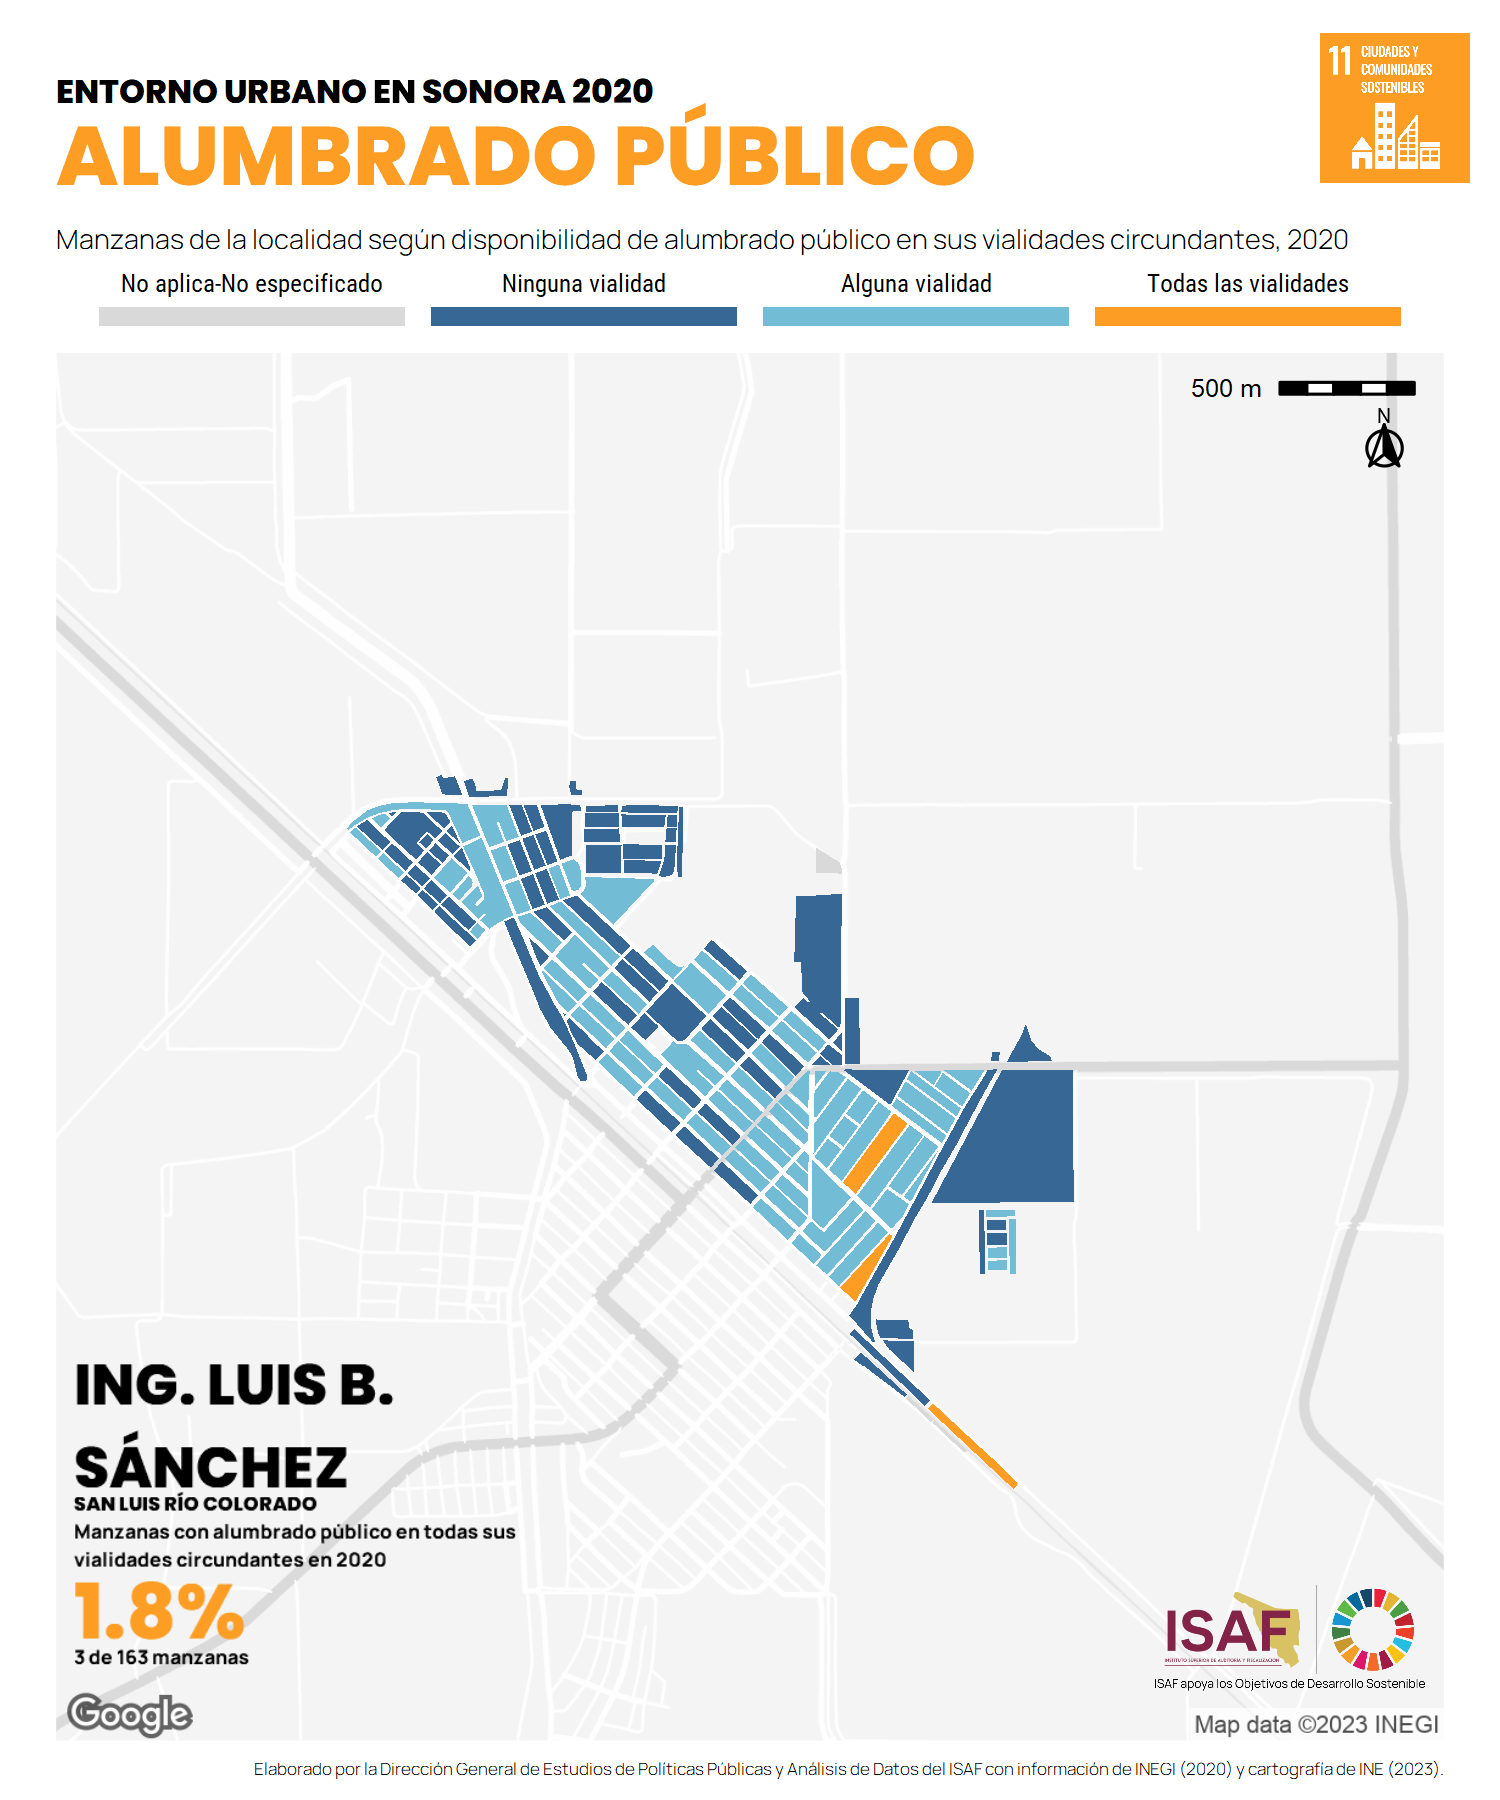 ENTORNO URBANO EN SONORA 2020
ALUMBRADO PÚBLICO
11 CIUDADES Y
COMUNIDADES
SOSTENIBLES
Manzanas de la localidad según disponibilidad de alumbrado público en sus vialidades circundantes, 2020
No aplica-No especificado
Ninguna vialidad
Alguna vialidad
Todas las vialidades
500 m
N
ING. LUIS B.
SÁNCHEZ
SAN LUIS RÍO COLORADO
Manzanas con alumbrado público en todas sus
vialidades circundantes en 2020
1.8%
3 de 163 manzanas
Google
ISAF
INSTITUTO SUPERIOR DE AUDITORÍA Y FISCALIZACIÓN
ISAF apoya los Objetivos de Desarrollo Sostenible
Map data ©2023 INEGI
Elaborado por la Dirección General de Estudios de Políticas Públicas y Análisis de Datos del ISAF con información de INEGI (2020) y cartografía de INE (2023).